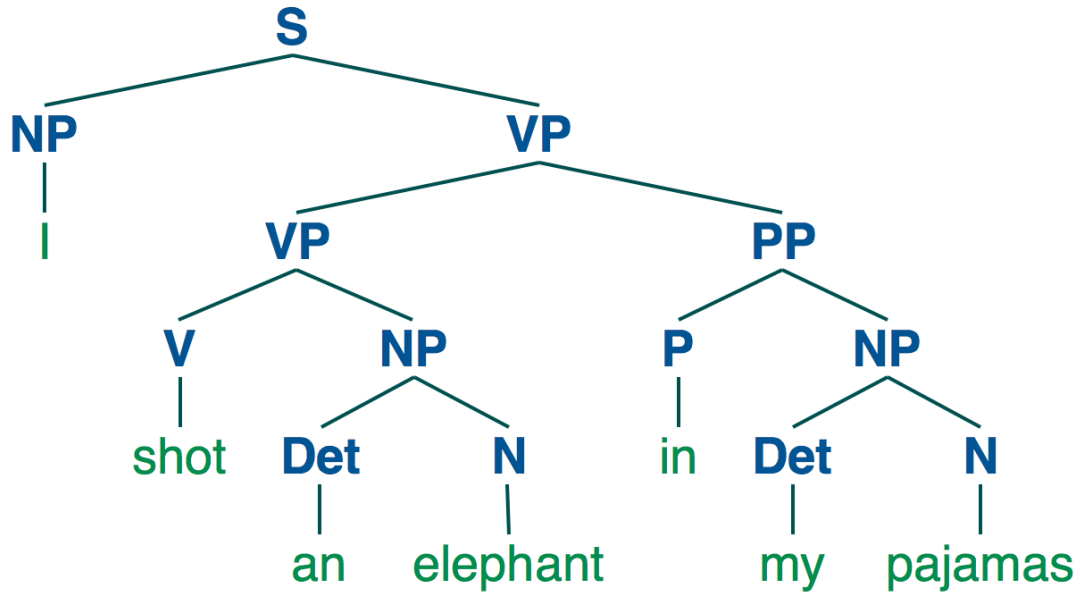 S
NP VP
I VP PP
V NP P NP
shot Det N in Det N
an elephant my pajamas